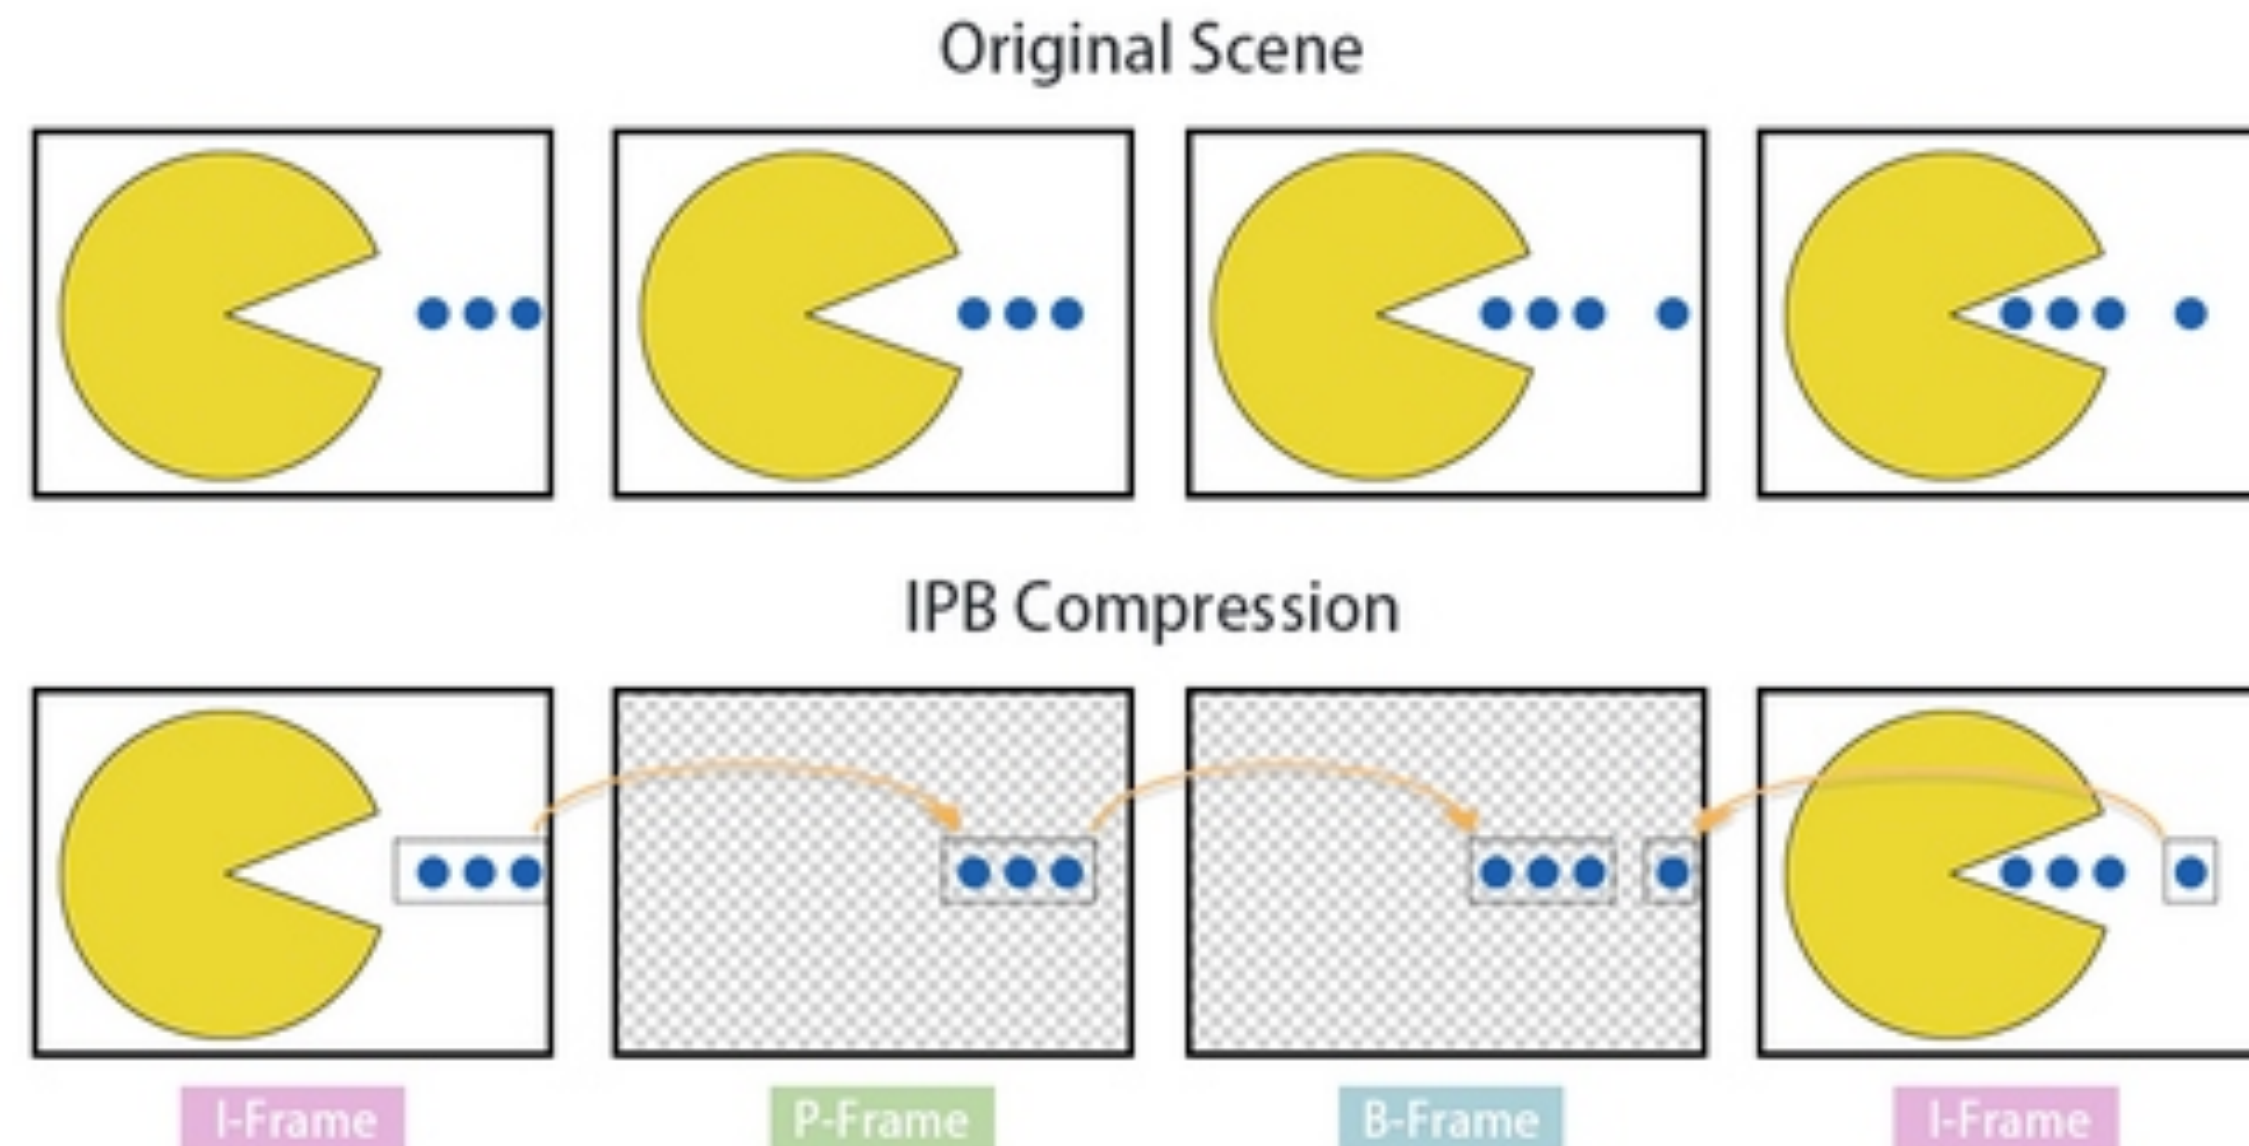 Original Scene
IPB Compression
I-Frame
P-Frame
B-Frame
I-Frame